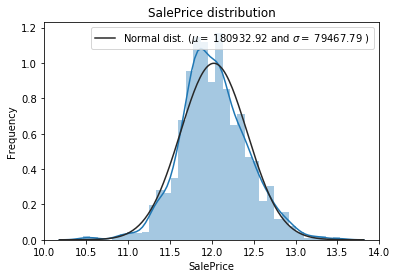 SalePrice distribution
Normal dist. (μ = 180932.92 and σ = 79467.79 )
1.2
1.0
0.8
0.6
0.4
0.2
0.0
Frequency
10.0 10.5 11.0 11.5 12.0 12.5 13.0 13.5 14.0
SalePrice